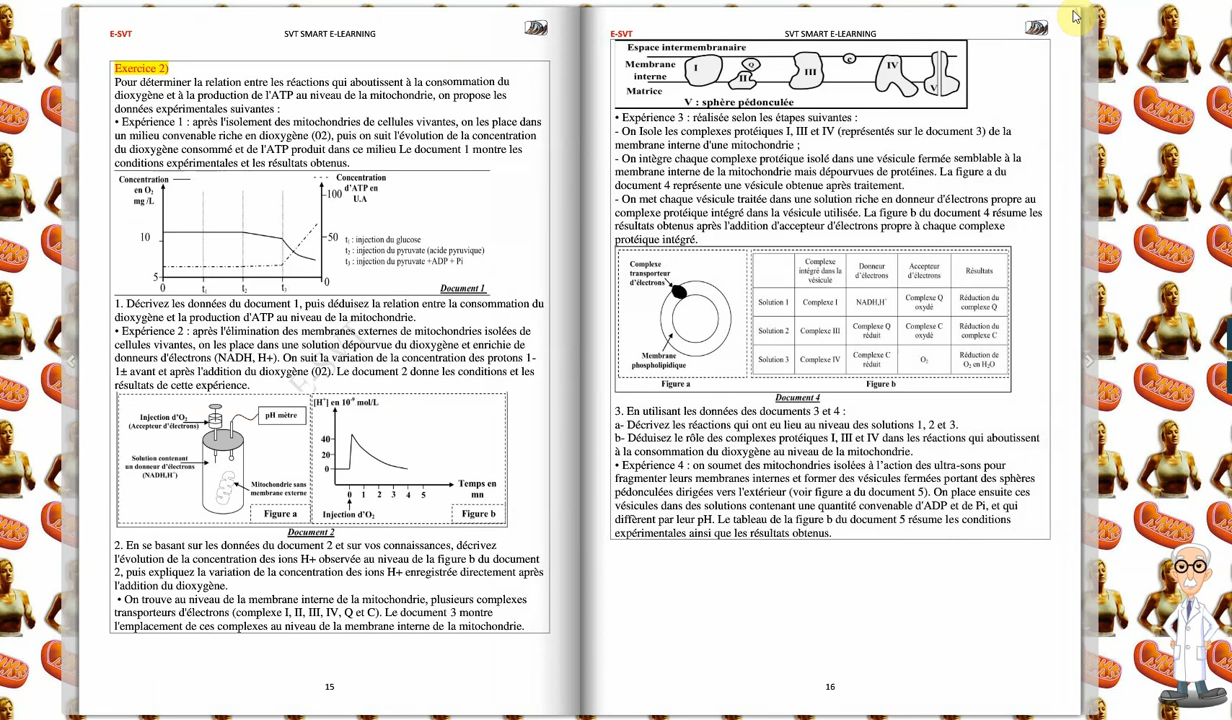 E-SVT
SVT SMART E-LEARNING
Exercice 2)
Pour déterminer la relation entre les réactions qui aboutissent à la consommation du
dioxygène et à la production de l'ATP au niveau de la mitochondrie, on propose les
données expérimentales suivantes :
• Expérience 1 : après l'isolement des mitochondries de cellules vivantes, on les place dans
un milieu convenable riche en dioxygène (02), puis on suit l'évolution de la concentration
du dioxygène consommé et de l'ATP produit dans ce milieu Le document 1 montre les
conditions expérimentales et les résultats obtenus.
Concentration
en O₂
mg /L
Concentration
d'ATP en
U.A
100
10
50
t₁ : injection du glucose
t₂ : injection du pyruvate (acide pyruvique)
t₃ : injection du pyruvate +ADP + Pi
5
0
0
t₁
t₂
t₃
Document 1
1. Décrivez les données du document 1, puis déduisez la relation entre la consommation du
dioxygène et la production d'ATP au niveau de la mitochondrie.
• Expérience 2 : après l'élimination des membranes externes de mitochondries isolées de
cellules vivantes, on les place dans une solution dépourvue du dioxygène et enrichie de
donneurs d'électrons (NADH, H+). On suit la variation de la concentration des protons 1-
1± avant et après l'addition du dioxygène (02). Le document 2 donne les conditions et les
résultats de cette expérience.
Injection d'O₂
(Accepteur d'électrons)
pH mètre
Solution contenant
un donneur d'électrons
(NADH,H⁺)
Mitochondrie sans
membrane externe
Figure a
[H⁺] en 10⁻⁹ mol/L
40
20
0
0 1 2 3 4 5
Temps en
mn
Injection d'O₂
Figure b
Document 2
2. En se basant sur les données du document 2 et sur vos connaissances, décrivez
l'évolution de la concentration des ions H+ observée au niveau de la figure b du document
2, puis expliquez la variation de la concentration des ions H+ enregistrée directement après
l'addition du dioxygène.
• On trouve au niveau de la membrane interne de la mitochondrie, plusieurs complexes
transporteurs d'électrons (complexe I, II, III, IV, Q et C). Le document 3 montre
l'emplacement de ces complexes au niveau de la membrane interne de la mitochondrie.
15
E-SVT
SVT SMART E-LEARNING
Espace intermembranaire
Membrane
interne
Matrice
I
Q
II
III
C
IV
V
V : sphère pédonculée
• Expérience 3 : réalisée selon les étapes suivantes :
- On Isole les complexes protéiques I, III et IV (représentés sur le document 3) de la
membrane interne d'une mitochondrie ;
- On intègre chaque complexe protéique isolé dans une vésicule fermée semblable à la
membrane interne de la mitochondrie mais dépourvues de protéines. La figure a du
document 4 représente une vésicule obtenue après traitement.
- On met chaque vésicule traitée dans une solution riche en donneur d'électrons propre au
complexe protéique intégré dans la vésicule utilisée. La figure b du document 4 résume les
résultats obtenus après l'addition d'accepteur d'électrons propre à chaque complexe
protéique intégré.
Complexe
transporteur
d'électrons
Membrane
phospholipidique
Figure a
Complexe intégré dans la vésicule | Donneur d'électrons | Accepteur d'électrons | Résultats
Solution 1 | Complexe I | NADH,H⁺ | Complexe Q oxydé | Réduction du complexe Q
Solution 2 | Complexe III | Complexe Q réduit | Complexe C oxydé | Réduction du complexe C
Solution 3 | Complexe IV | Complexe C réduit | O₂ | Réduction de O₂ en H₂O
Figure b
Document 4
3. En utilisant les données des documents 3 et 4 :
a- Décrivez les réactions qui ont eu lieu au niveau des solutions 1, 2 et 3.
b- Déduisez le rôle des complexes protéiques I, III et IV dans les réactions qui aboutissent
à la consommation du dioxygène au niveau de la mitochondrie.
• Expérience 4 : on soumet des mitochondries isolées à l'action des ultra-sons pour
fragmenter leurs membranes internes et former des vésicules fermées portant des sphères
pédonculées dirigées vers l'extérieur (voir figure a du document 5). On place ensuite ces
vésicules dans des solutions contenant une quantité convenable d'ADP et de Pi, et qui
diffèrent par leur pH. Le tableau de la figure b du document 5 résume les conditions
expérimentales ainsi que les résultats obtenus.
16